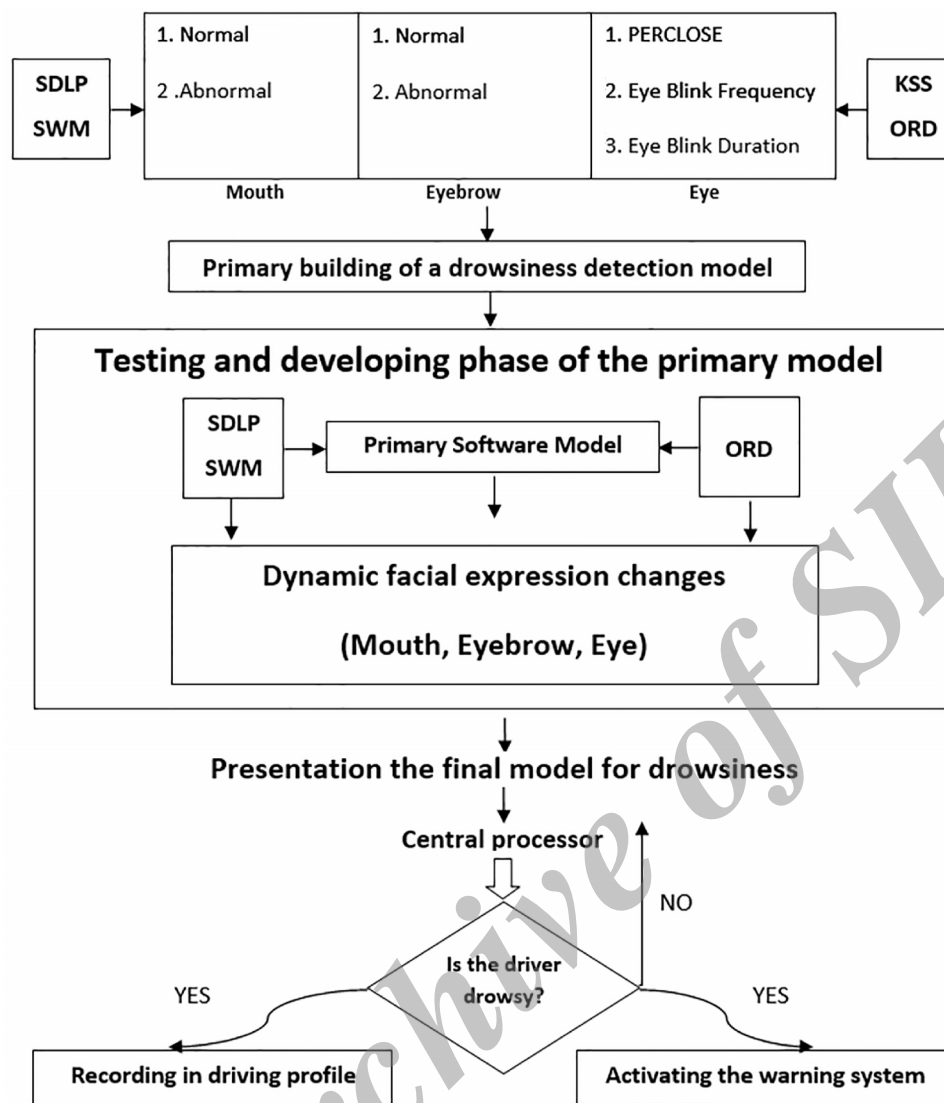 1. Normal
2 .Abnormal
1. Normal
2. Abnormal
1. PERCLOSE
2. Eye Blink Frequency
3. Eye Blink Duration
SDLP
SWM
KSS
ORD
Mouth
Eyebrow
Eye
Primary building of a drowsiness detection model
Testing and developing phase of the primary model
SDLP
SWM
Primary Software Model
ORD
Dynamic facial expression changes
(Mouth, Eyebrow, Eye)
Presentation the final model for drowsiness
Central processor
NO
Is the driver
drowsy?
YES
YES
Recording in driving profile
Activating the warning system
chive of SI